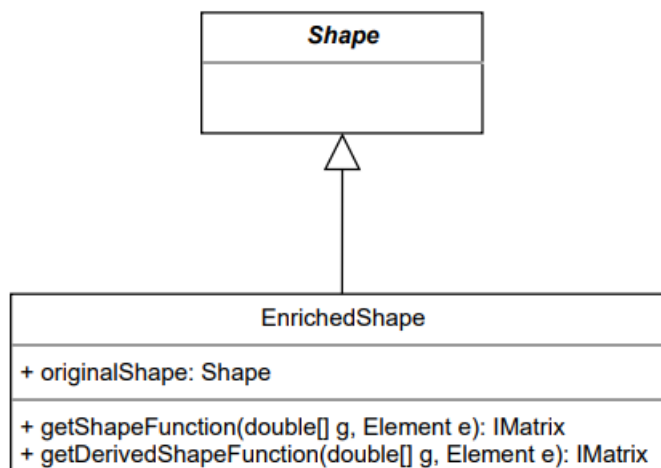 Shape
EnrichedShape
+ originalShape: Shape
+ getShapeFunction(double[] g, Element e): IMatrix
+ getDerivedShapeFunction(double[] g, Element e): IMatrix